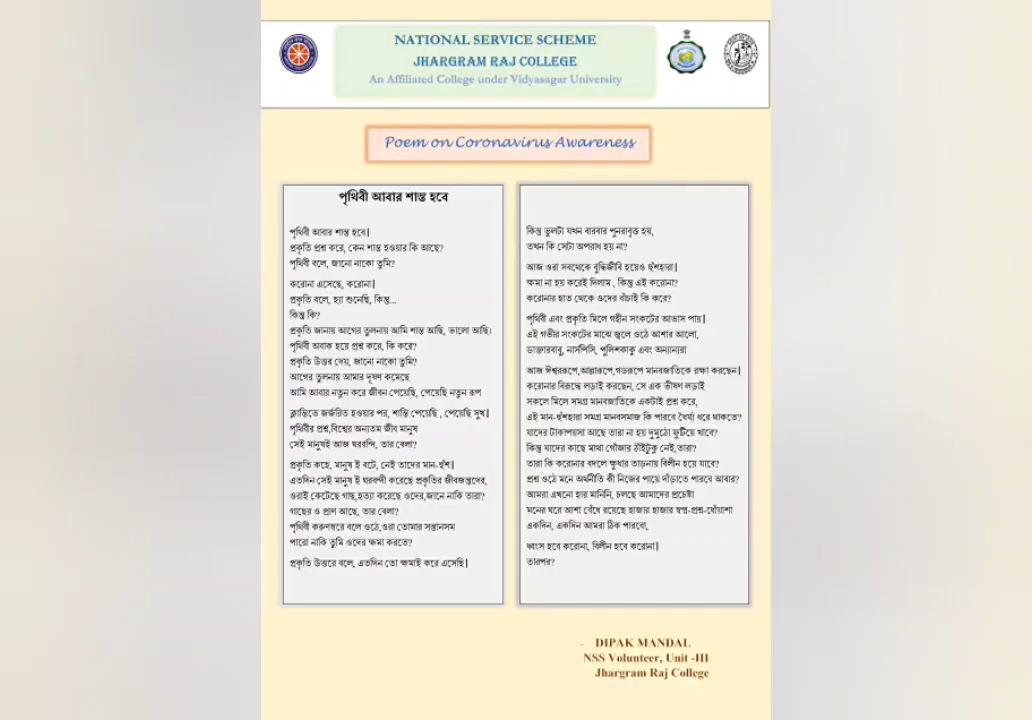 NATIONAL SERVICE SCHEME
JHARGRAM RAJ COLLEGE
An Affiliated College under Vidyasagar University
Poem on Coronavirus Awareness
পৃথিবী আবার শান্ত হবে
পৃথিবী আবার শান্ত হবে|
প্রকৃতি প্রশ্ন করে, কেন শান্ত হওয়ার কি আছে?
পৃথিবী বলে, জানো নাকো তুমি?
করোনা এসেছে, করোনা|
প্রকৃতি বলে, হ্যা শুনেছি, কিন্তু...
কিন্তু কি?
প্রকৃতি জানায় আগের তুলনায় আমি শান্ত আছি, ভালো আছি।
পৃথিবী অবাক হয়ে প্রশ্ন করে, কি করে?
প্রকৃতি উত্তর দেয়, জানো নাকো তুমি?
আগের তুলনায় আমার দূষণ কমেছে
আমি আবার নতুন করে জীবন পেয়েছি, পেয়েছি নতুন রূপ
ক্লান্তিতে জর্জরিত হওয়ার পর, শান্তি পেয়েছি , পেয়েছি সুখ|
পৃথিবীর প্রশ্ন,বিশ্বের অন্যতম জীব মানুষ
সেই মানুষই আজ ঘরবন্দি, তার বেলা?
প্রকৃতি কহে, মানুষ ই বটে, নেই তাদের মান-হুঁশ|
এতদিন সেই মানুষ ই ঘরবন্দী করেছে প্রকৃতির জীবজন্তুদের,
ওরাই কেটেছে গাছ,হত্যা করেছে ওদের,জানে নাকি তারা?
গাছের ও প্রাণ আছে, তার বেলা?
পৃথিবী করুণস্বরে বলে ওঠে,ওরা তোমার সন্তানসম
পারো নাকি তুমি ওদের ক্ষমা করতে?
প্রকৃতি উত্তরে বলে, এতদিন তো ক্ষমাই করে এসেছি|
কিন্তু ভুলটা যখন বারবার পুনরাবৃত্ত হয়,
তখন কি সেটা অপরাধ হয় না?
আজ ওরা সবথেকে বুদ্ধিজীবি হয়েও হুঁশহারা|
ক্ষমা না হয় করেই দিলাম , কিন্তু এই করোনা?
করোনার হাত থেকে ওদের বাঁচাই কি করে?
পৃথিবী এবং প্রকৃতি মিলে গহীন সংকটের আভাস পায়|
এই গভীর সংকটের মাঝে জ্বলে ওঠে আশার আলো,
ডাক্তারবাবু, নার্সপিসি, পুলিশকাকু এবং অন্যান্যরা
আজ ঈশ্বররূপে,আল্লারূপে,গডরূপে মানবজাতিকে রক্ষা করছেন|
করোনার বিরুদ্ধে লড়াই করছেন, সে এক ভীষণ লড়াই
সকলে মিলে সমগ্র মানবজাতিকে একটাই প্রশ্ন করে,
এই মান-হুঁশহারা সমগ্র মানবসমাজ কি পারবে ধৈর্য্য ধরে থাকতে?
যাদের টাকাপয়সা আছে তারা না হয় দুমুঠো ফুটিয়ে খাবে?
কিন্তু যাদের কাছে মাথা গোঁজার ঠাঁইটুকু নেই,তারা?
তারা কি করোনার বদলে ক্ষুধার তাড়নায় বিলীন হয়ে যাবে?
প্রশ্ন ওঠে মনে অর্থনীতি কী নিজের পায়ে দাঁড়াতে পারবে আবার?
আমরা এখনো হার মানিনি, চলছে আমাদের প্রচেষ্টা
মনের ঘরে আশা বেঁধে রয়েছে হাজার হাজার স্বপ্ন-প্রশ্ন-ধোঁয়াশা
একদিন, একদিন আমরা ঠিক পারবো,
ধ্বংস হবে করোনা, বিলীন হবে করোনা|
তারপর?
- DIPAK MANDAL
NSS Volunteer, Unit -III
Jhargram Raj College